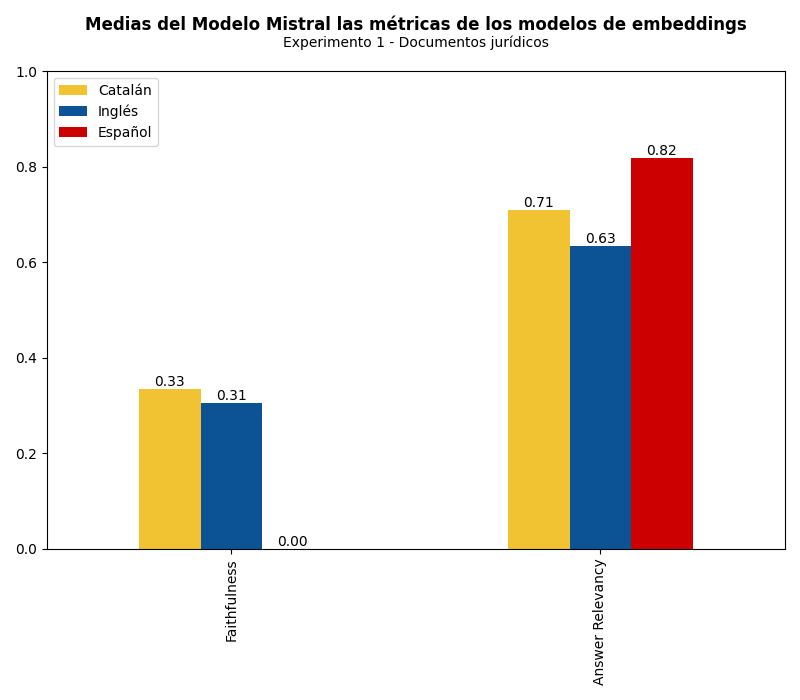 Medias del Modelo Mistral las métricas de los modelos de embeddings
Experimento 1 - Documentos jurídicos
1.0
0.8
0.6
0.4
0.2
0.0
Catalán
Inglés
Español
0.33
0.31
0.00
0.71
0.63
0.82
Faithfulness
Answer Relevancy